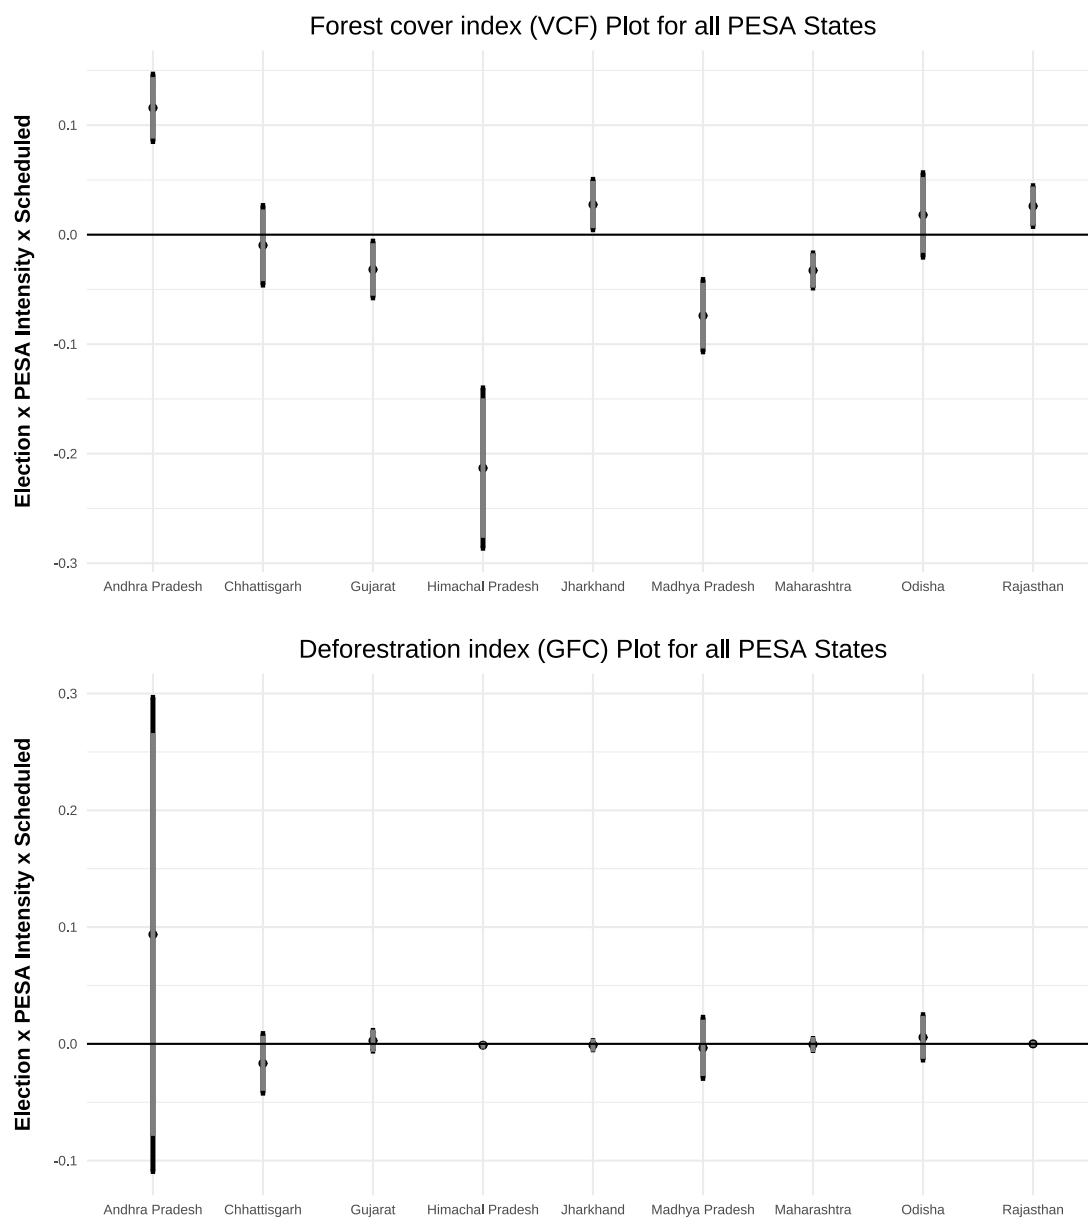 Forest cover index (VCF) Plot for all PESA States
Election x PESA Intensity x Scheduled
0.1
0.0
-0.1
-0.2
-0.3
Andhra Pradesh Chhattisgarh Gujarat Himachal Pradesh Jharkhand Madhya Pradesh Maharashtra Odisha Rajasthan
Deforestration index (GFC) Plot for all PESA States
Election x PESA Intensity x Scheduled
0.3
0.2
0.1
0.0
-0.1
Andhra Pradesh Chhattisgarh Gujarat Himachal Pradesh Jharkhand Madhya Pradesh Maharashtra Odisha Rajasthan